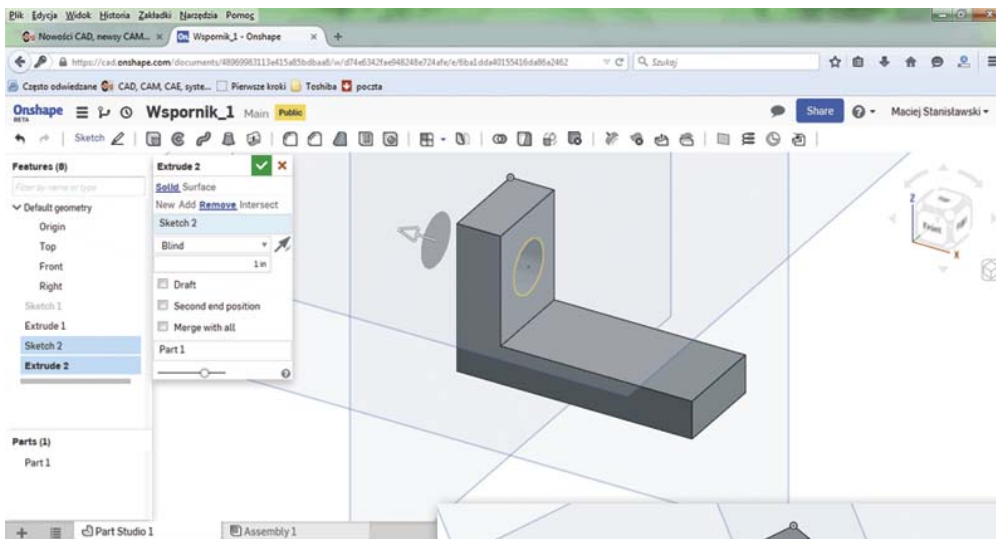 Plik Edycja Widok Historia Zakładki Narzędzia Pomoc
Nowości CAD, newsy CAM... × Wspornik_1 - Onshape × +
https://cad.onshape.com/documents/ Szukaj
Często odwiedzane CAD, CAM, CAE, syste... Pierwsze kroki Toshiba poczta
Onshape BETA Wspornik_1 Main Public Share Maciej Stanisławski
Sketch
Features (8)
Filter by name or type
Default geometry
Origin
Top
Front
Right
Sketch 1
Extrude 1
Sketch 2
Extrude 2
Extrude 2
Solid Surface
New Add Remove Intersect
Sketch 2
Blind
1 in
Draft
Second end position
Merge with all
Part 1
Z
Front
X
Parts (1)
Part 1
Part Studio 1 Assembly 1